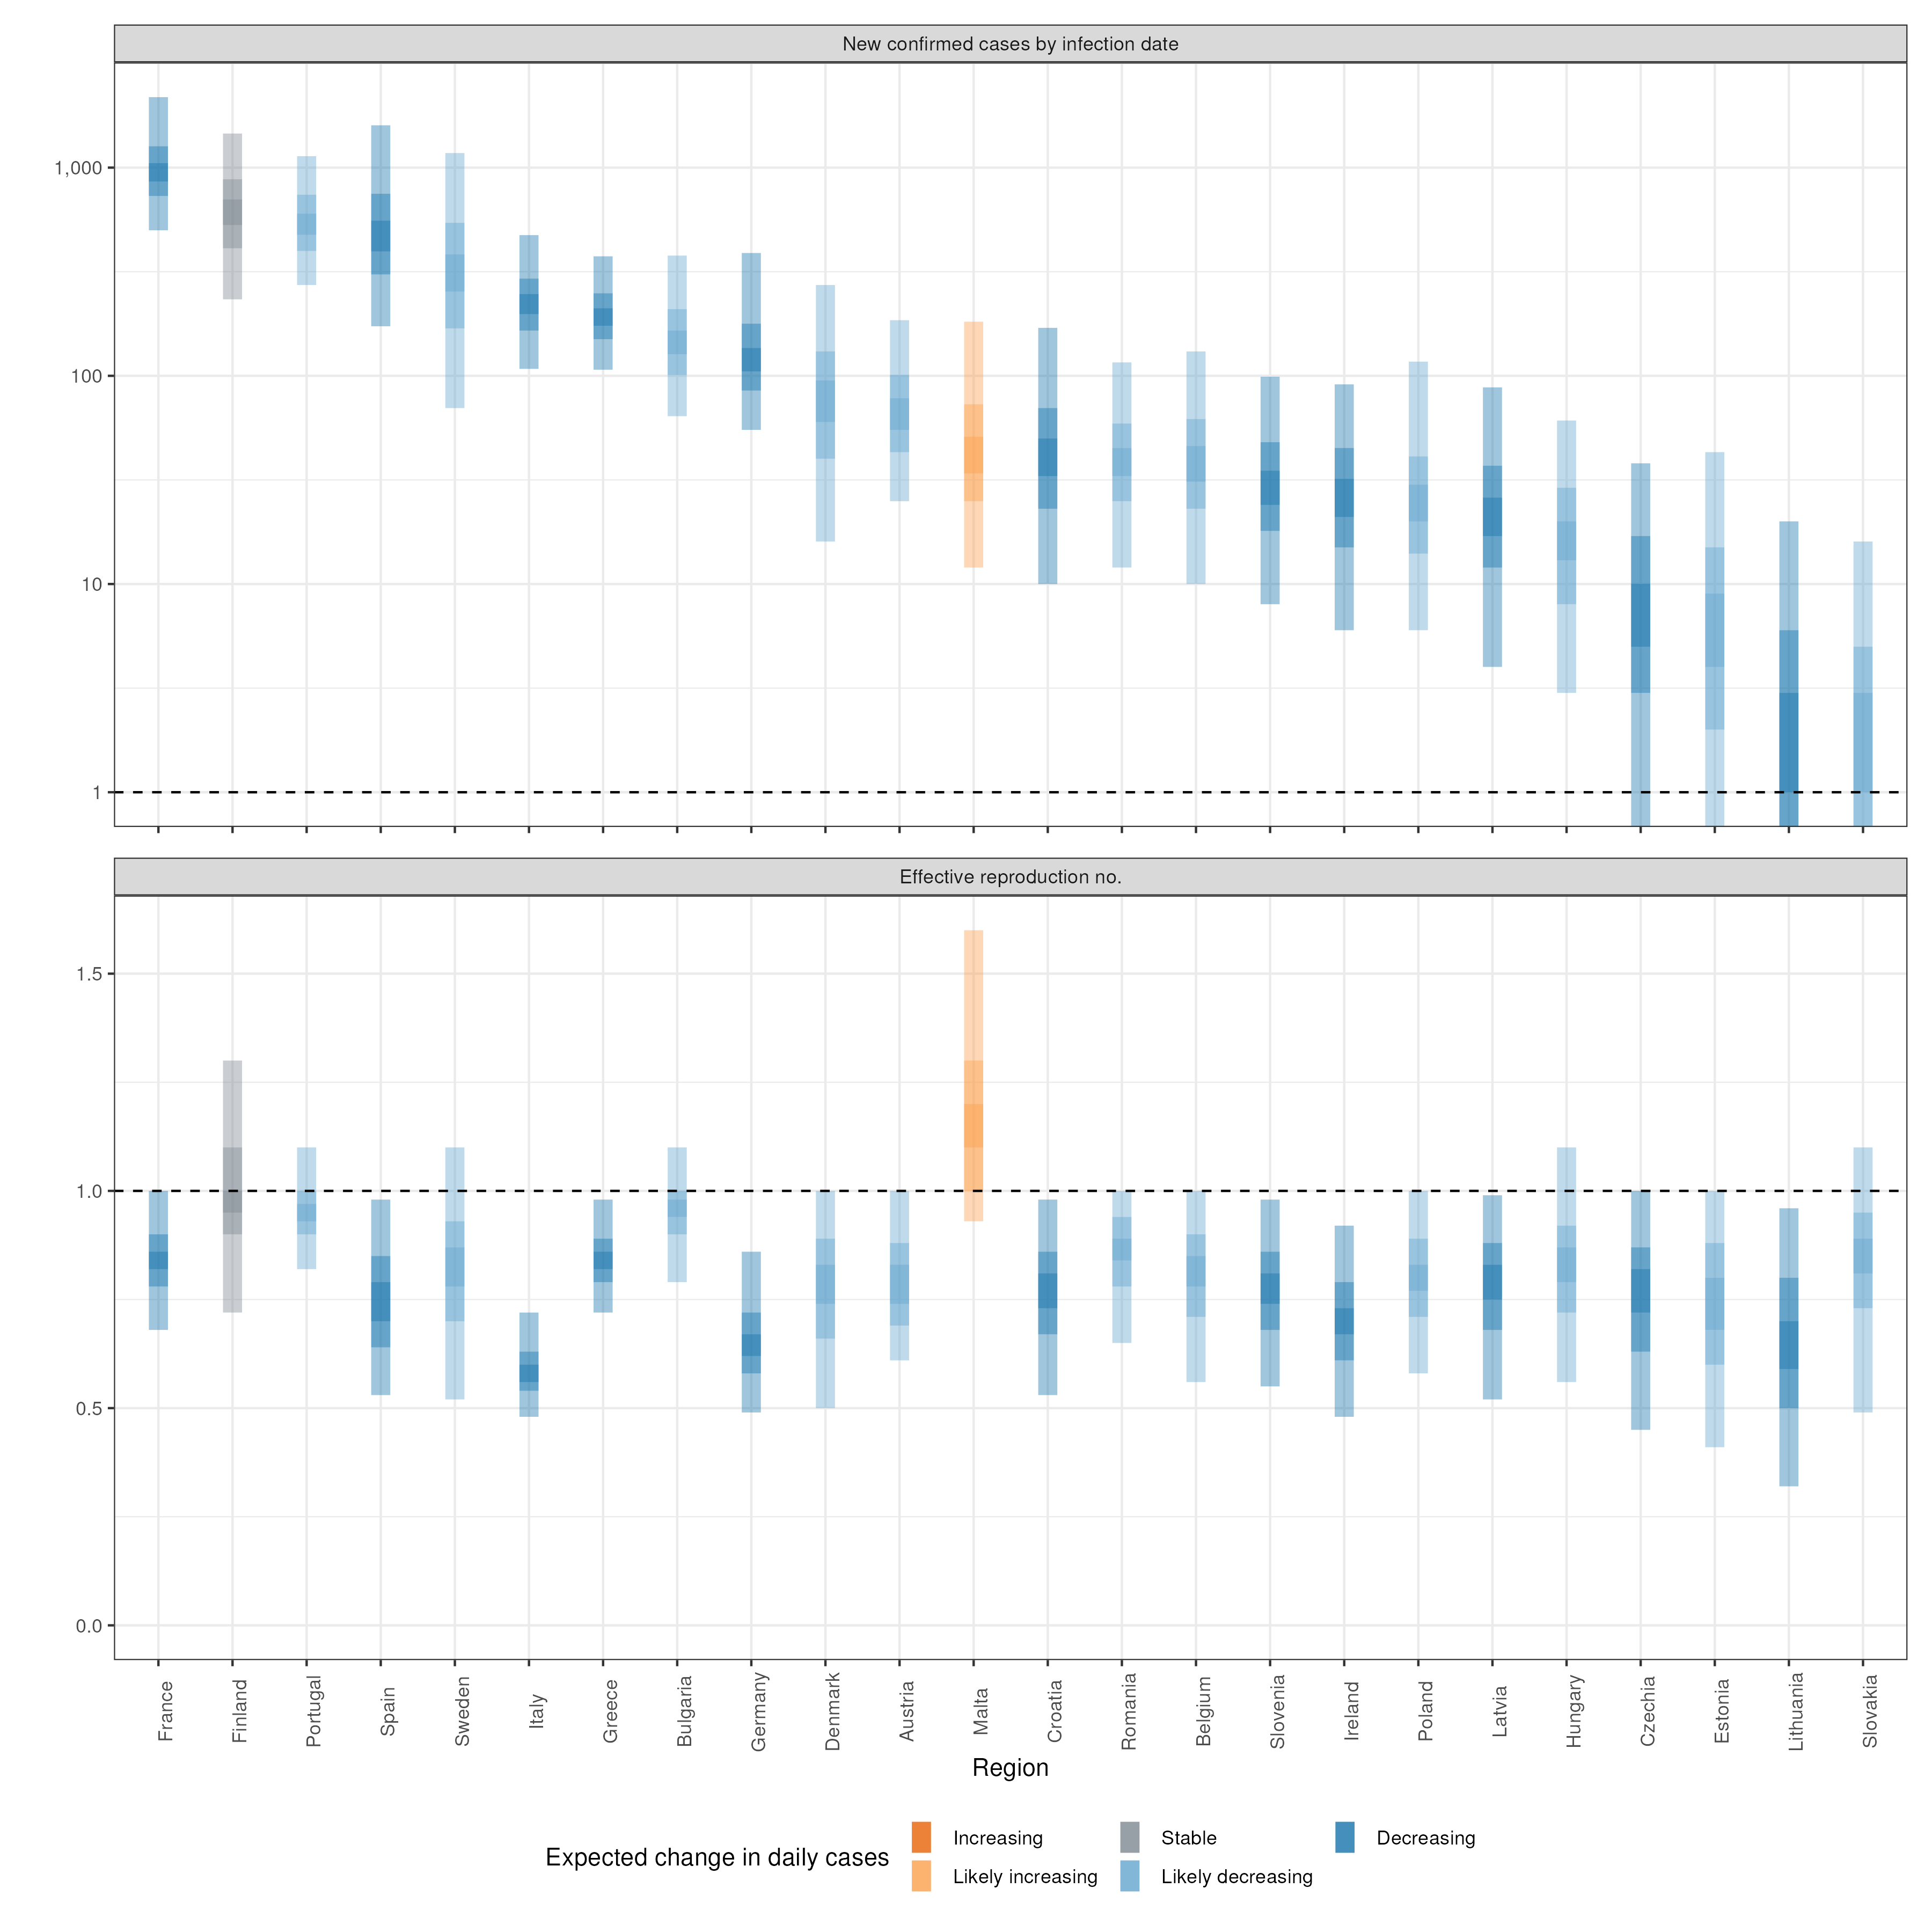 New confirmed cases by infection date
1,000
100
10
1
Effective reproduction no.
1.5
1.0
0.5
0.0
France
Finland
Portugal
Spain
Sweden
Italy
Greece
Bulgaria
Germany
Denmark
Austria
Malta
Croatia
Romania
Belgium
Slovenia
Ireland
Poland
Latvia
Hungary
Czechia
Estonia
Lithuania
Slovakia
Region
Expected change in daily cases
Increasing
Likely increasing
Stable
Likely decreasing
Decreasing